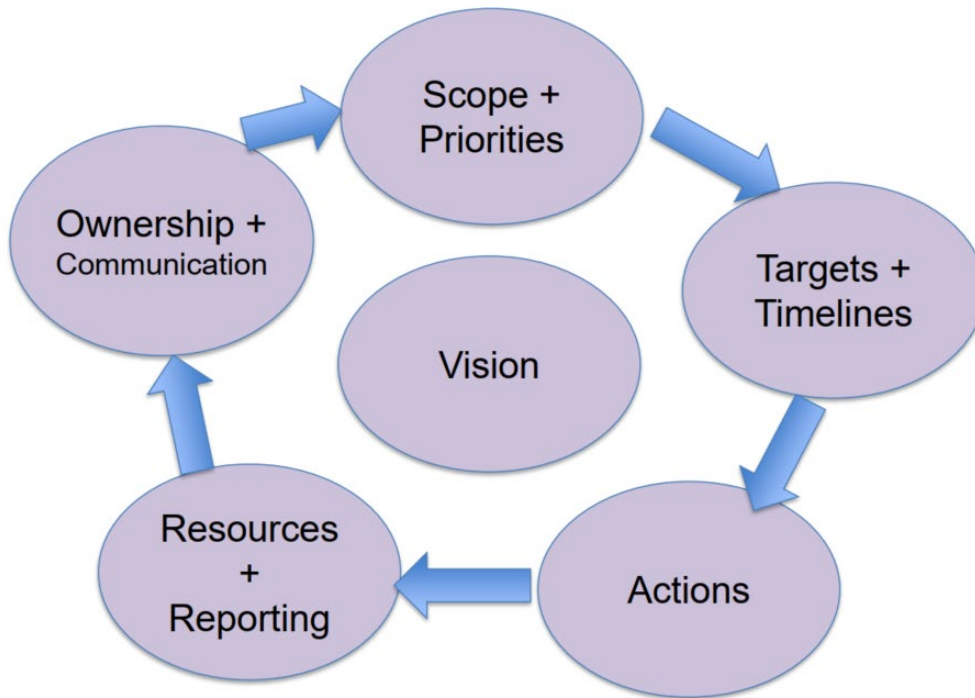 Scope +
Priorities
Targets +
Timelines
Actions
Resources
+
Reporting
Ownership +
Communication
Vision